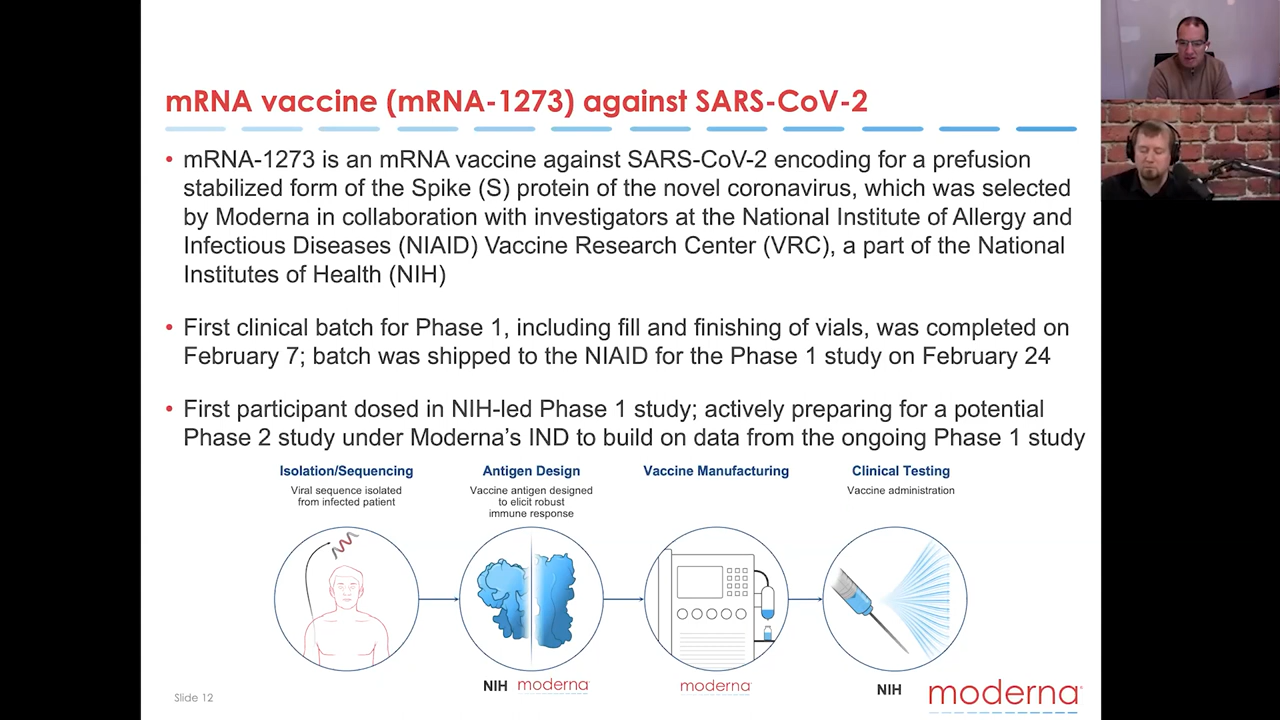 mRNA vaccine (mRNA-1273) against SARS-CoV-2
• mRNA-1273 is an mRNA vaccine against SARS-CoV-2 encoding for a prefusion
stabilized form of the Spike (S) protein of the novel coronavirus, which was selected
by Moderna in collaboration with investigators at the National Institute of Allergy and
Infectious Diseases (NIAID) Vaccine Research Center (VRC), a part of the National
Institutes of Health (NIH)
• First clinical batch for Phase 1, including fill and finishing of vials, was completed on
February 7; batch was shipped to the NIAID for the Phase 1 study on February 24
• First participant dosed in NIH-led Phase 1 study; actively preparing for a potential
Phase 2 study under Moderna's IND to build on data from the ongoing Phase 1 study
Isolation/Sequencing
Viral sequence isolated
from infected patient
Antigen Design
Vaccine antigen designed
to elicit robust
immune response
NIH moderna
Vaccine Manufacturing
moderna
Clinical Testing
Vaccine administration
NIH
Slide 12
moderna